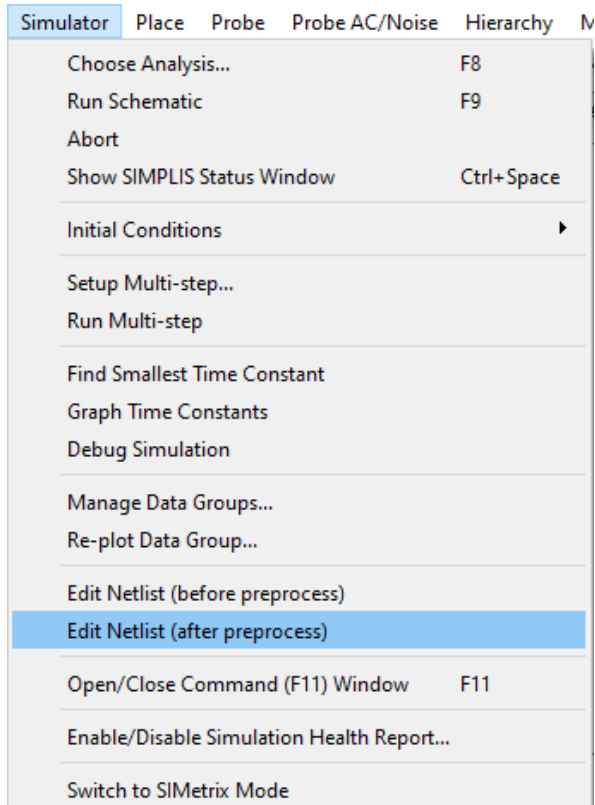 Simulator Place Probe Probe AC/Noise Hierarchy
Choose Analysis... F8
Run Schematic F9
Abort
Show SIMPLIS Status Window Ctrl+Space
Initial Conditions
Setup Multi-step...
Run Multi-step
Find Smallest Time Constant
Graph Time Constants
Debug Simulation
Manage Data Groups...
Re-plot Data Group...
Edit Netlist (before preprocess)
Edit Netlist (after preprocess)
Open/Close Command (F11) Window F11
Enable/Disable Simulation Health Report...
Switch to SIMetrix Mode